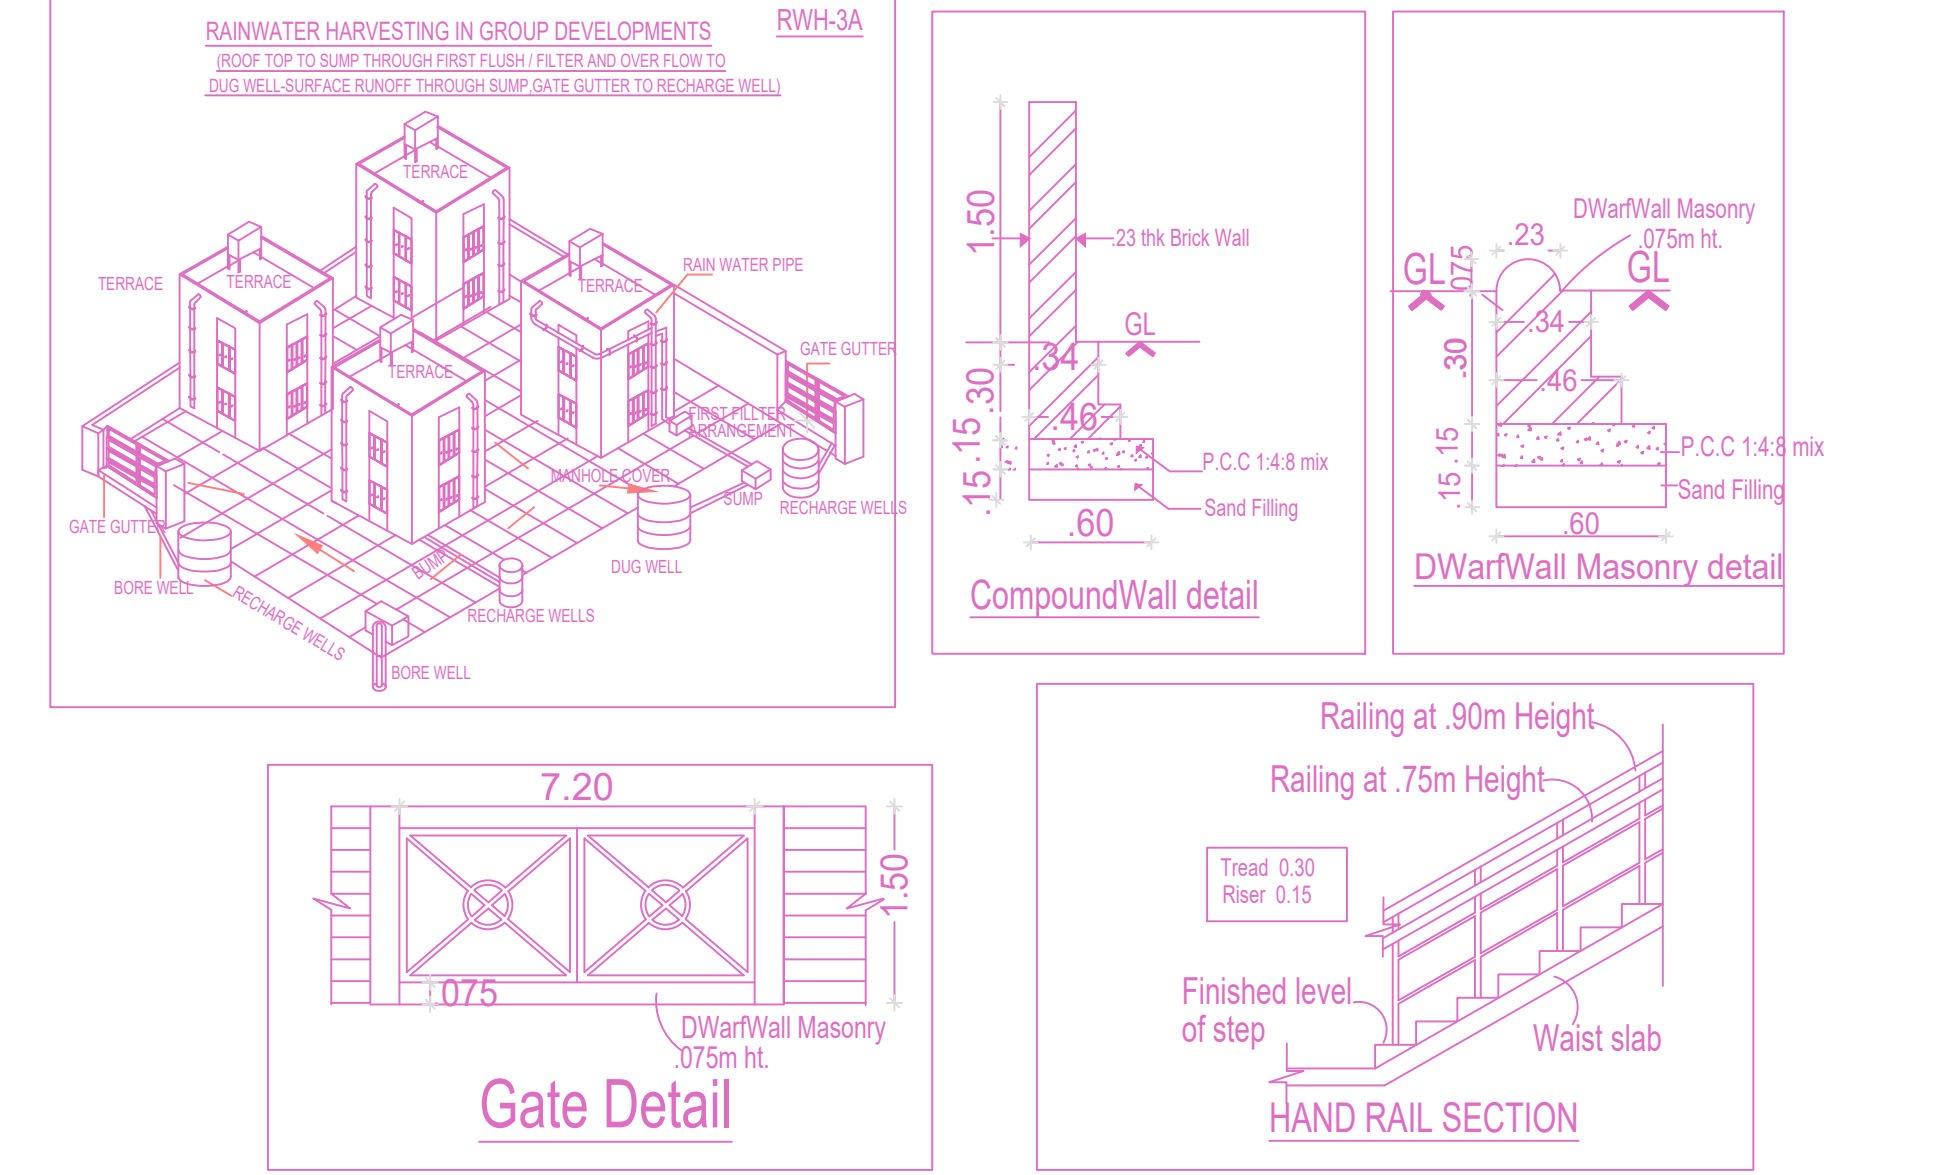 RAINWATER HARVESTING IN GROUP DEVELOPMENTS
RWH-3A
(ROOF TOP TO SUMP THROUGH FIRST FLUSH / FILTER AND OVER FLOW TO
DUG WELL-SURFACE RUNOFF THROUGH SUMP,GATE GUTTER TO RECHARGE WELL)
TERRACE
TERRACE
TERRACE
TERRACE
TERRACE
RAIN WATER PIPE
GATE GUTTER
FIRST FILLTER
ARRANGEMENT
MANHOLE COVER
SUMP
RECHARGE WELLS
GATE GUTTER
DUG WELL
BUMP
BORE WELL
RECHARGE WELLS
RECHARGE WELLS
BORE WELL
1.50
.23 thk Brick Wall
GL
.34
.30
.46
.15
.15
P.C.C 1:4:8 mix
Sand Filling
.60
CompoundWall detail
DWarfWall Masonry
.075m ht.
.23
.075
GL
GL
.34
.30
.46
.15
.15
P.C.C 1:4:8 mix
Sand Filling
.60
DWarfWall Masonry detail
7.20
1.50
.075
DWarfWall Masonry
.075m ht.
Gate Detail
Railing at .90m Height
Railing at .75m Height
Tread 0.30
Riser 0.15
Finished level
of step
Waist slab
HAND RAIL SECTION